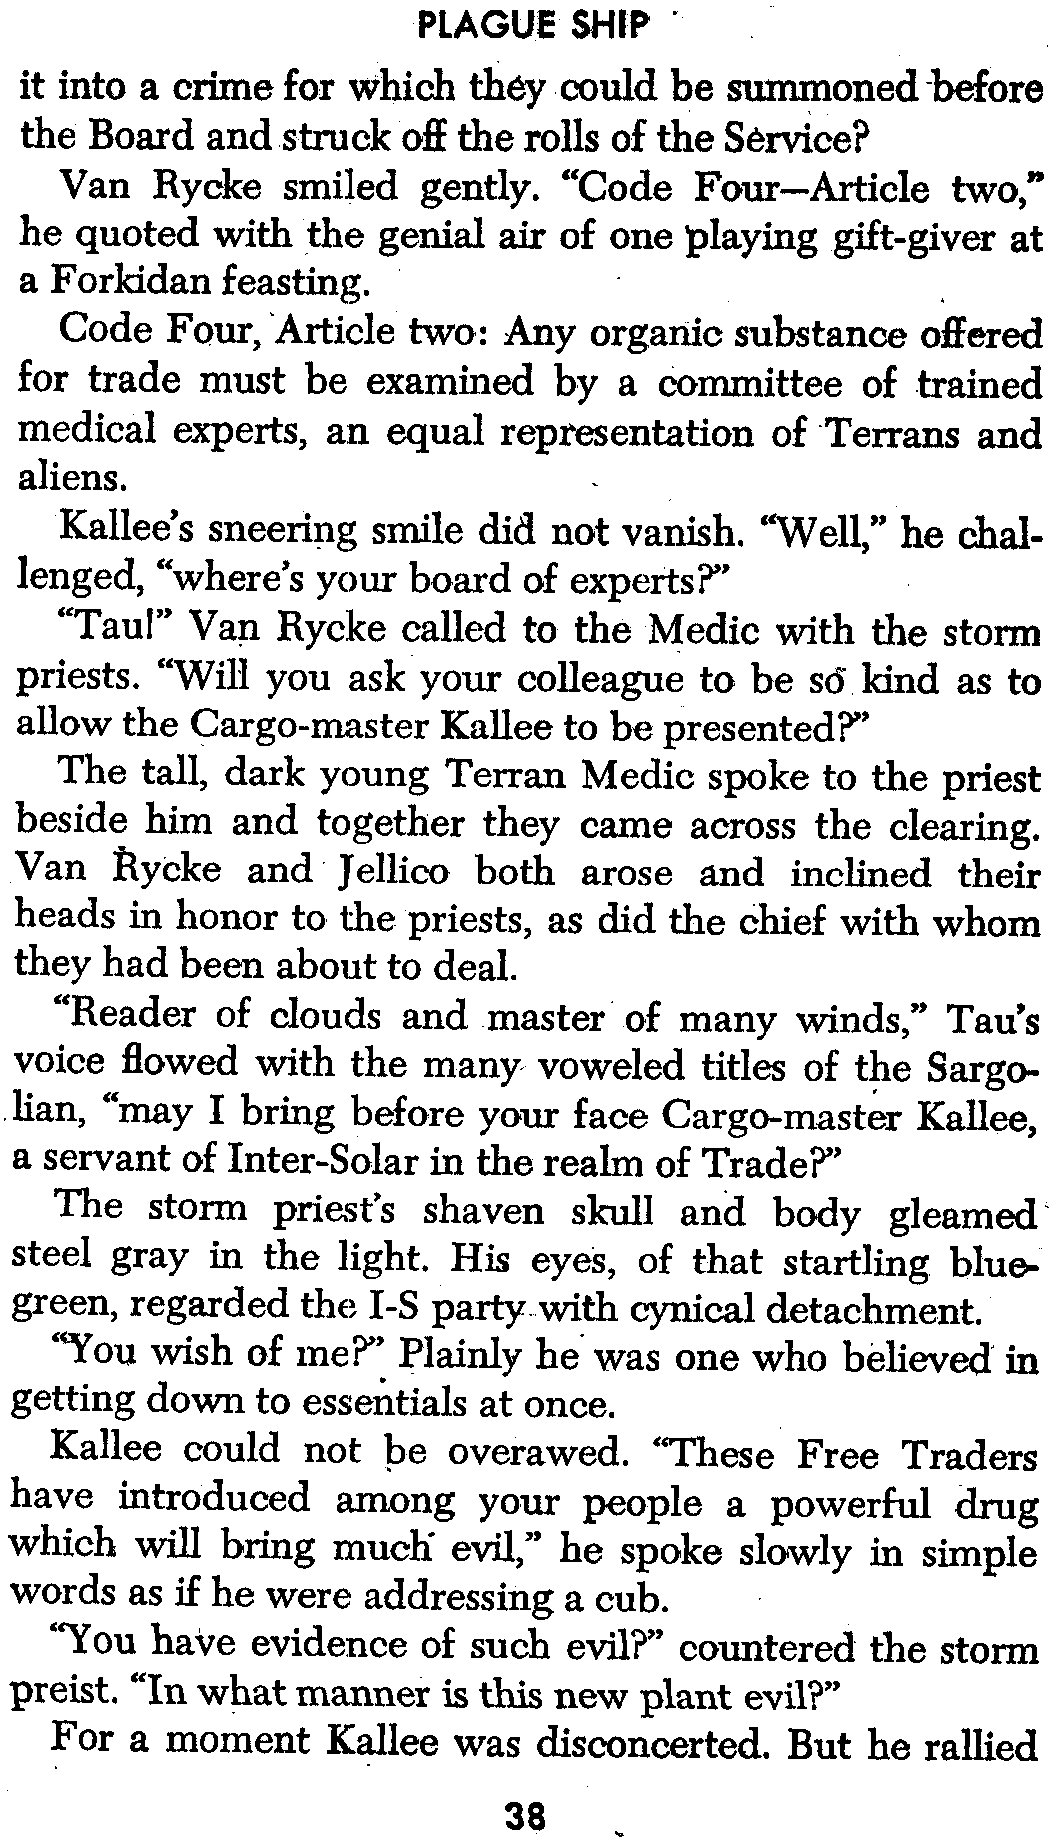 PLAGUE SHIP
it into a crime for which they could be summoned before
the Board and struck off the rolls of the Service?
Van Rycke smiled gently. “Code Four—Article two,”
he quoted with the genial air of one playing gift-giver at
a Forkidan feasting.
Code Four, Article two: Any organic substance offered
for trade must be examined by a committee of trained
medical experts, an equal representation of Terrans and
aliens.
Kallee’s sneering smile did not vanish. “Well,” he chal-
lenged, “where’s your board of experts?”
“Tau!” Van Rycke called to the Medic with the storm
priests. “Will you ask your colleague to be so kind as to
allow the Cargo-master Kallee to be presented?”
The tall, dark young Terran Medic spoke to the priest
beside him and together they came across the clearing.
Van Rycke and Jellico both arose and inclined their
heads in honor to the priests, as did the chief with whom
they had been about to deal.
“Reader of clouds and master of many winds,” Tau’s
voice flowed with the many voweled titles of the Sargo-
lian, “may I bring before your face Cargo-master Kallee,
a servant of Inter-Solar in the realm of Trade?”
The storm priest’s shaven skull and body gleamed
steel gray in the light. His eyes, of that startling blue-
green, regarded the I-S party with cynical detachment.
“You wish of me?” Plainly he was one who believed in
getting down to essentials at once.
Kallee could not be overawed. “These Free Traders
have introduced among your people a powerful drug
which will bring much evil,” he spoke slowly in simple
words as if he were addressing a cub.
“You have evidence of such evil?” countered the storm
preist. “In what manner is this new plant evil?”
For a moment Kallee was disconcerted. But he rallied
38